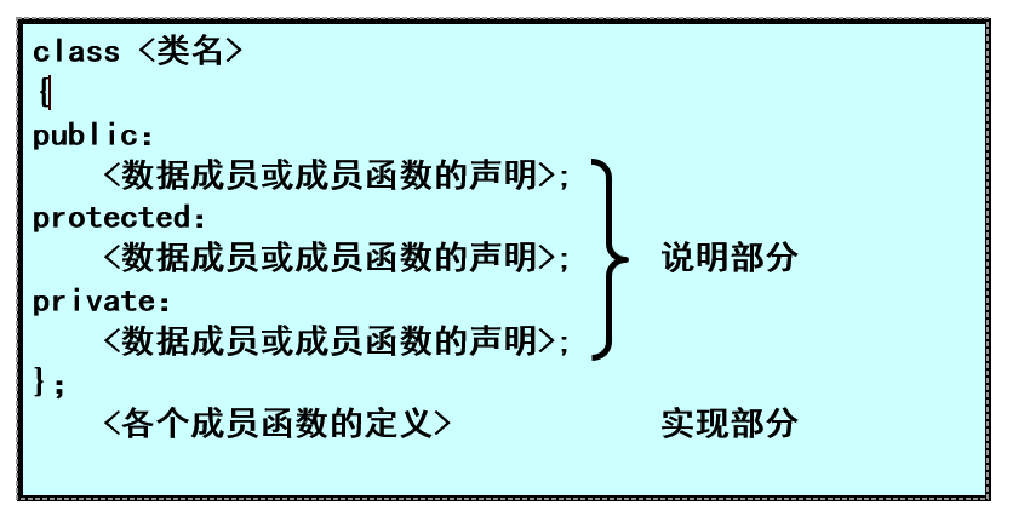 class <类名>
{
public:
<数据成员或成员函数的声明>;
protected:
<数据成员或成员函数的声明>; 说明部分
private:
<数据成员或成员函数的声明>;
};
<各个成员函数的定义> 实现部分